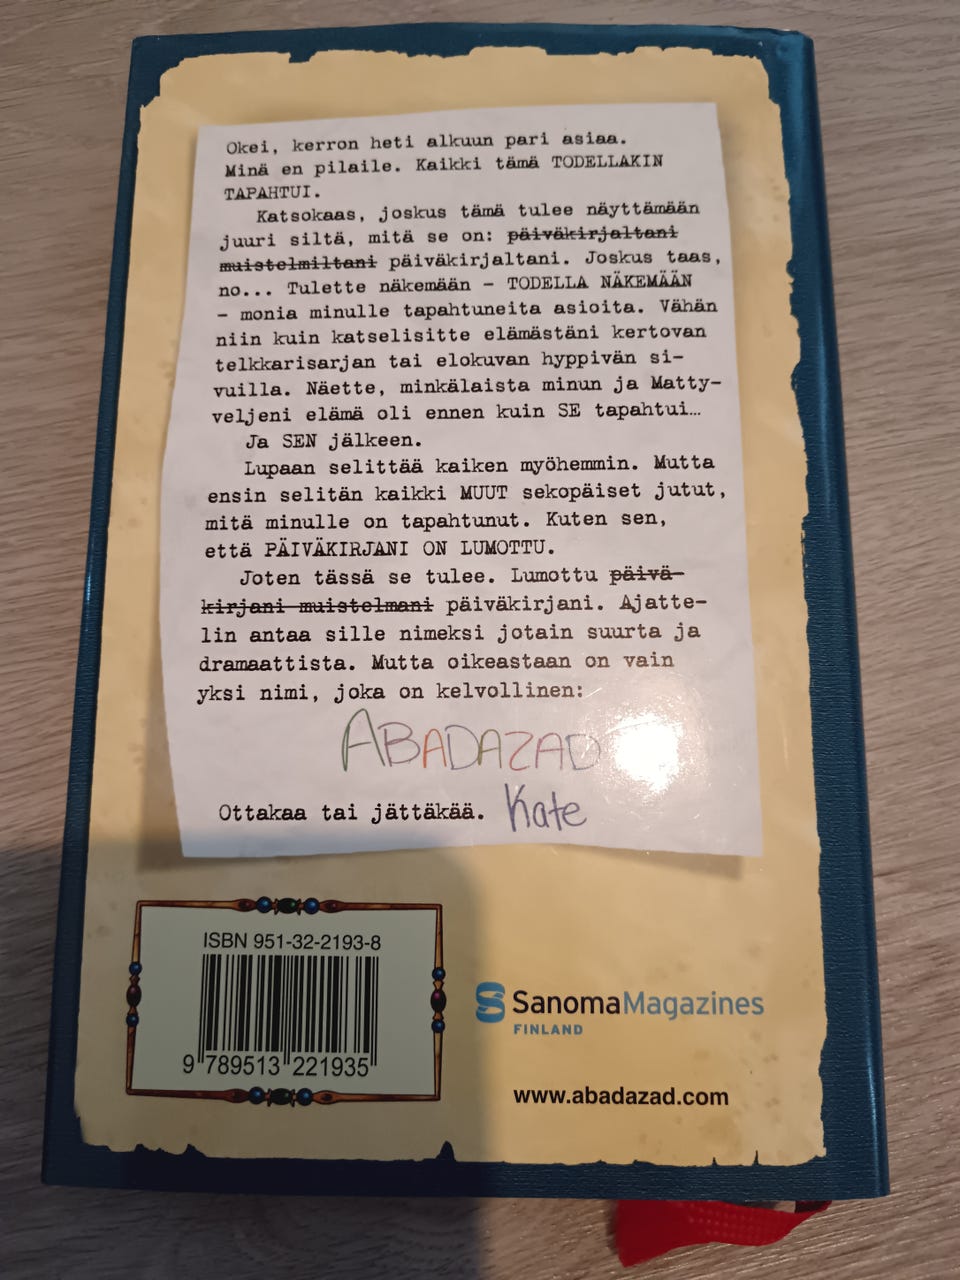 Okei, kerron heti alkuun pari asiaa.
Minä en pilaile. Kaikki tämä TODELLAKIN
TAPAHTUI.
Katsokaas, joskus tämä tulee näyttämään
juuri siltä, mitä se on: päiväkirjaltani
muistelmiltani päiväkirjaltani. Joskus taas,
no... Tulette näkemään – TODELLA NÄKEMÄÄN
– monia minulle tapahtuneita asioita. Vähän
niin kuin katselisitte elämästäni kertovan
telkkarisarjan tai elokuvan hyppivän si-
vuilla. Näette, minkälaista minun ja Matty-
veljeni elämä oli ennen kuin SE tapahtui...
Ja SEN jälkeen.
Lupaan selittää kaiken myöhemmin. Mutta
ensin selitän kaikki MUUT sekopäiset jutut,
mitä minulle on tapahtunut. Kuten sen,
että PÄIVÄKIRJANI ON LUMOTTU.
Joten tässä se tulee. Lumottu päivä-
kirjani muistelmani päiväkirjani. Ajatte-
lin antaa sille nimeksi jotain suurta ja
dramaattista. Mutta oikeastaan on vain
yksi nimi, joka on kelvollinen:
ABADAZAD
Ottakaa tai jättäkää. Kate
ISBN 951-32-2193-8
9 789513 221935
SanomaMagazines
FINLAND
www.abadazad.com